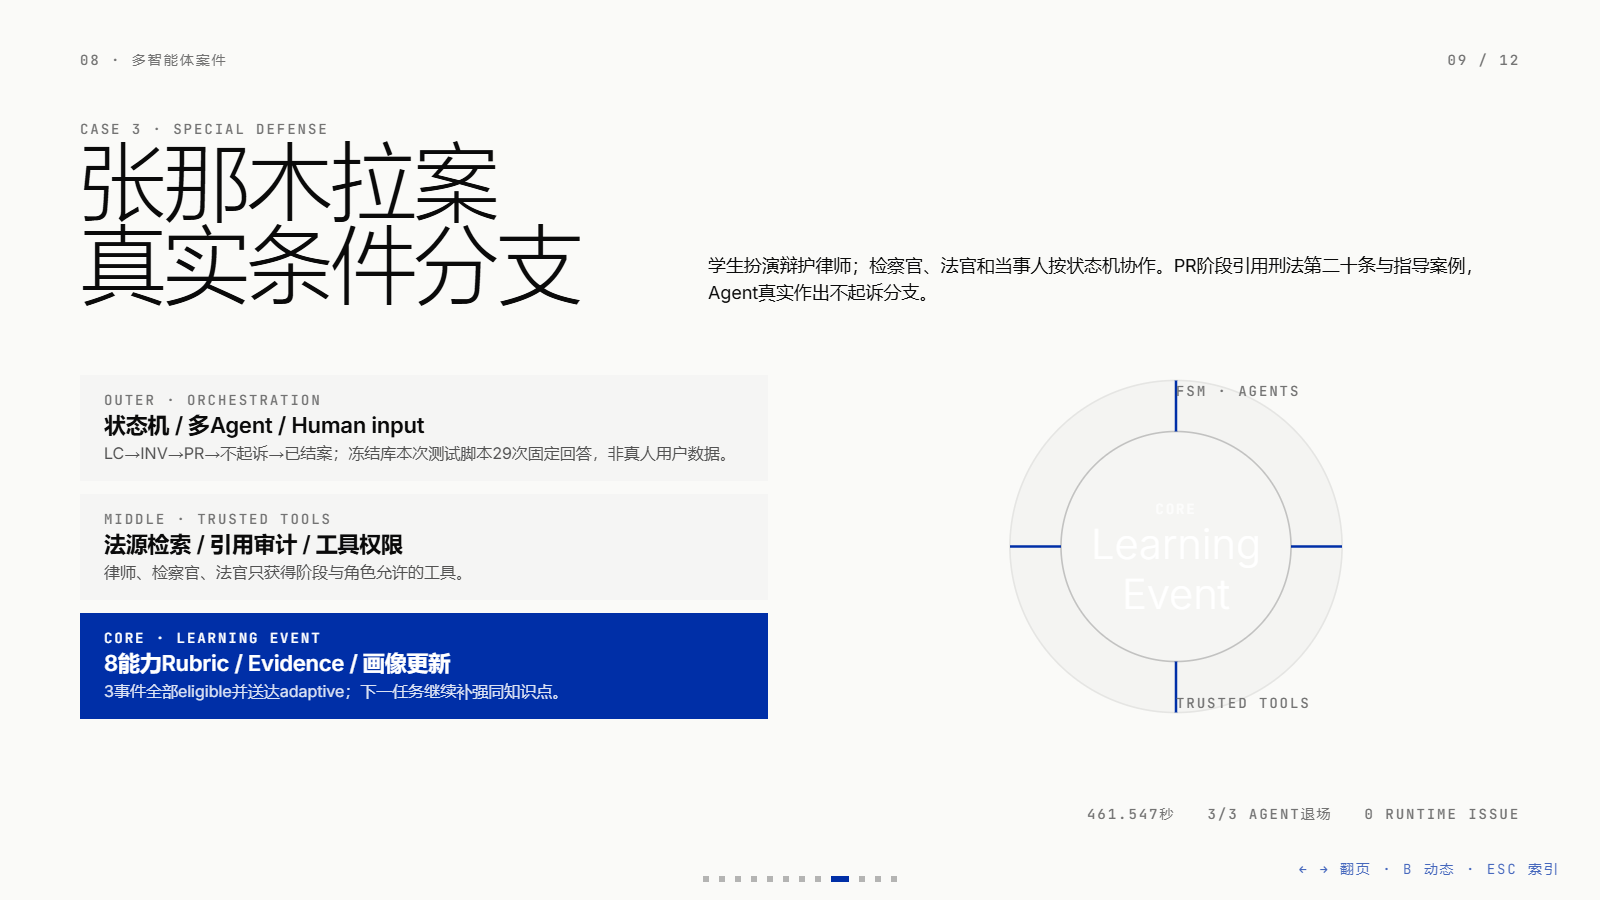 08 · 多智能体案件
09 / 12
CASE 3 · SPECIAL DEFENSE
张那木拉案
真实条件分支
学生扮演辩护律师；检察官、法官和当事人按状态机协作。PR阶段引用刑法第二十条与指导案例，
Agent真实作出不起诉分支。
OUTER · ORCHESTRATION
状态机 / 多Agent / Human input
LC→INV→PR→不起诉→已结案；冻结库本次测试脚本29次固定回答，非真人用户数据。
MIDDLE · TRUSTED TOOLS
法源检索 / 引用审计 / 工具权限
律师、检察官、法官只获得阶段与角色允许的工具。
CORE · LEARNING EVENT
8能力Rubric / Evidence / 画像更新
3事件全部eligible并送达adaptive；下一任务继续补强同知识点。
FSM · AGENTS
CORE
Learning
Event
TRUSTED TOOLS
461.547秒 3/3 AGENT退场 0 RUNTIME ISSUE
← → 翻页 · B 动态 · ESC 索引